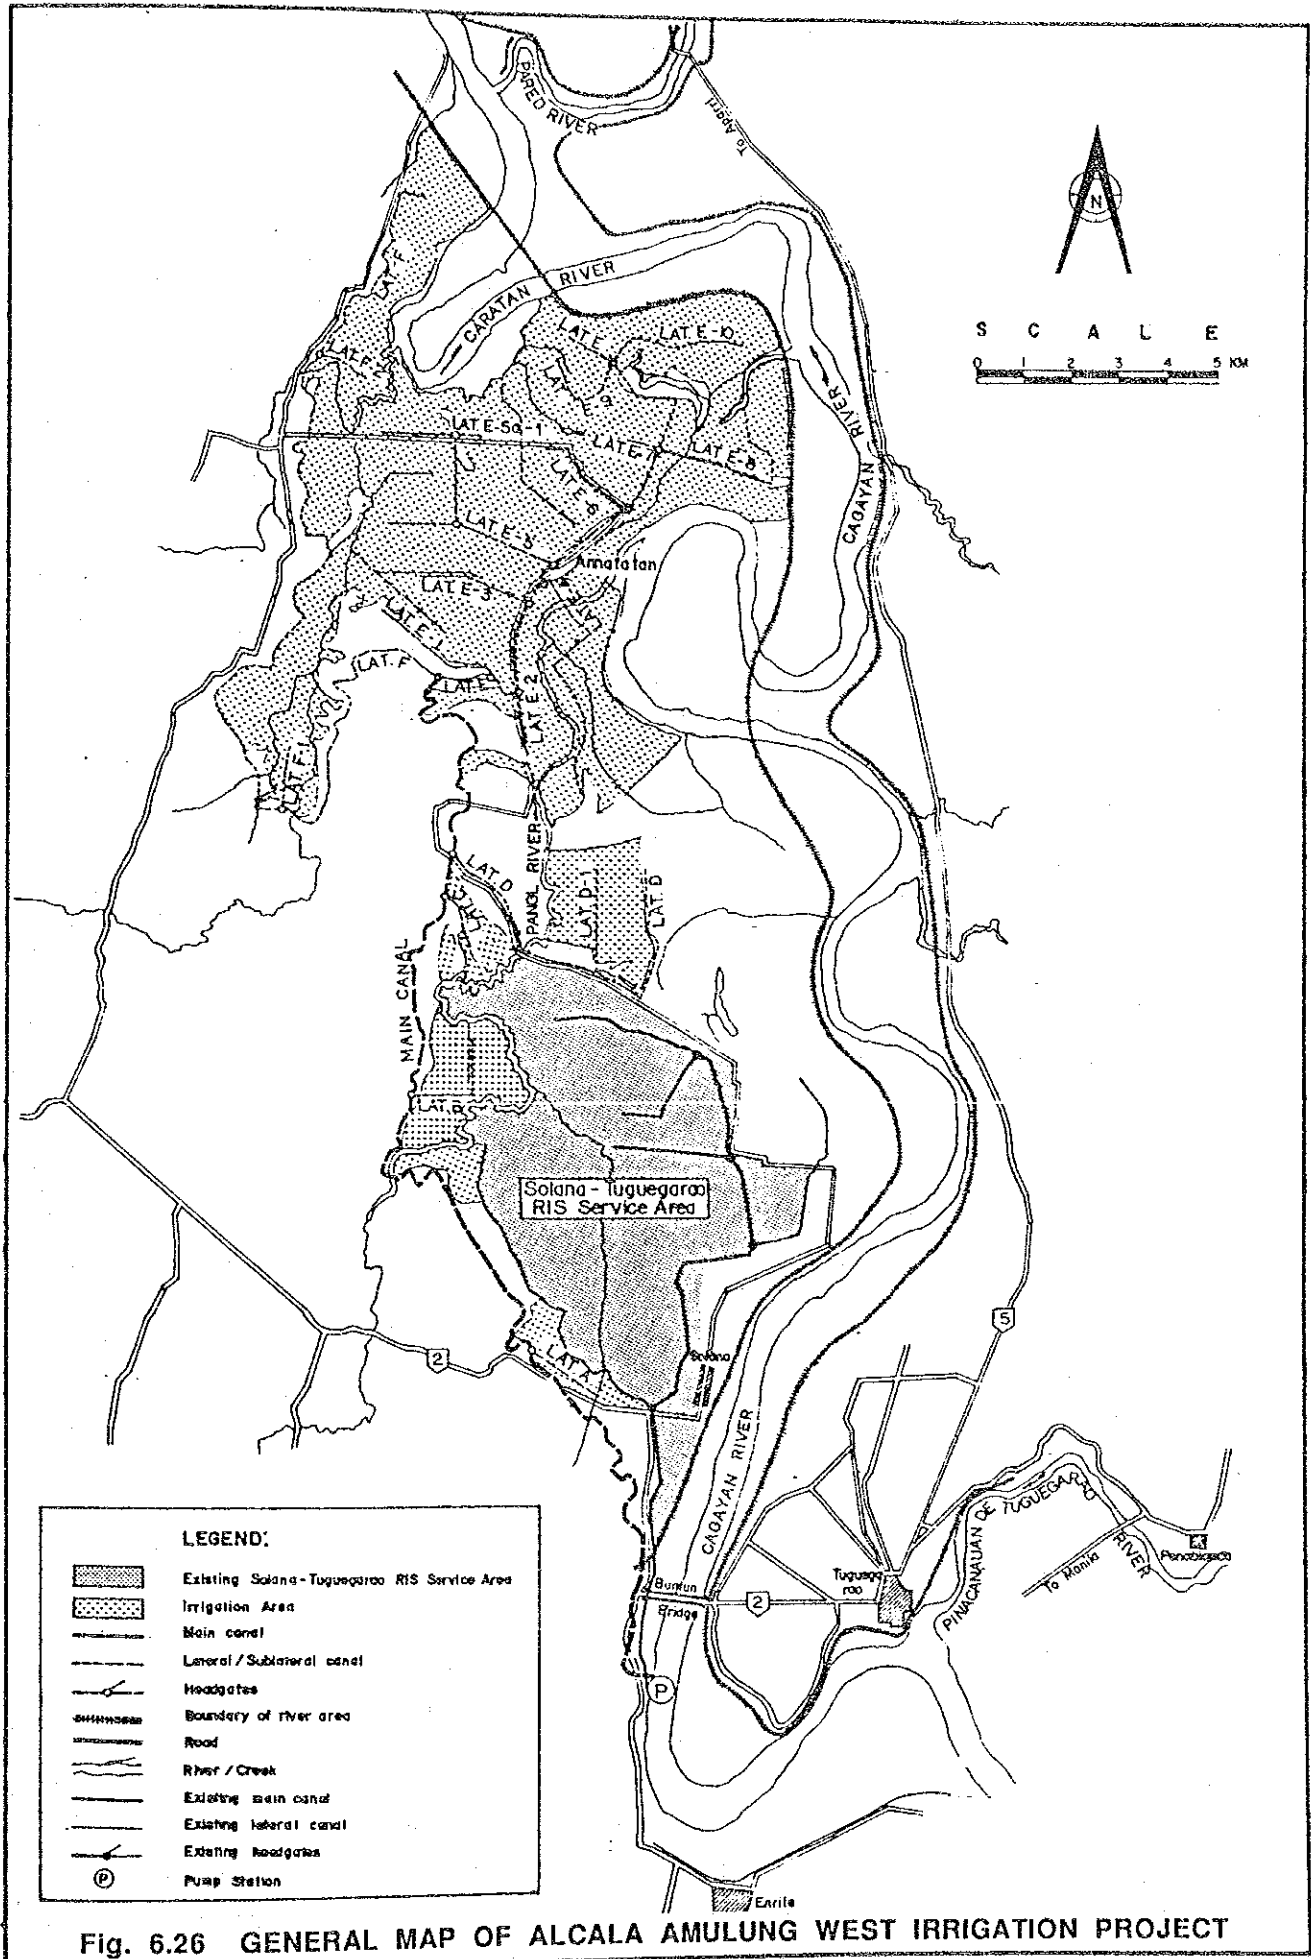 PARED RIVER
To Aparri
N
S C A L E
0 1 2 3 4 5 KM
LAT. F
CARATAN RIVER
LAT. E
LAT. E-10
LAT. E-9
CAGAYAN RIVER
LAT E-5a-1
LAT E-7
LAT E-8
LAT E-6
LAT E-5
Annafatan
LAT E-3
LAT E-1
LAT. F
LAT. E
LAT E 2
LAT F-1
LAT D
PANGL RIVER
LAT D-1
LAT. D
LAT C
MAIN CANAL
LAT. B
Solana - Tuguegarao
RIS Service Area
5
2
LAT. A
Solana
CAGAYAN RIVER
PINACANAUAN DE TUGUEGARAO RIVER
To Manila
Penablanca
Tuguega
rao
Buntun
Bridge
2
P
Enrile
LEGEND:
Existing Solana-Tuguegarao RIS Service Area
Irrigation Area
Main canal
Lateral / Sublateral canal
Headgates
Boundary of river area
Road
River / Creek
Existing main canal
Existing lateral canal
Existing headgates
P Pump Station
Fig. 6.26 GENERAL MAP OF ALCALA AMULUNG WEST IRRIGATION PROJECT